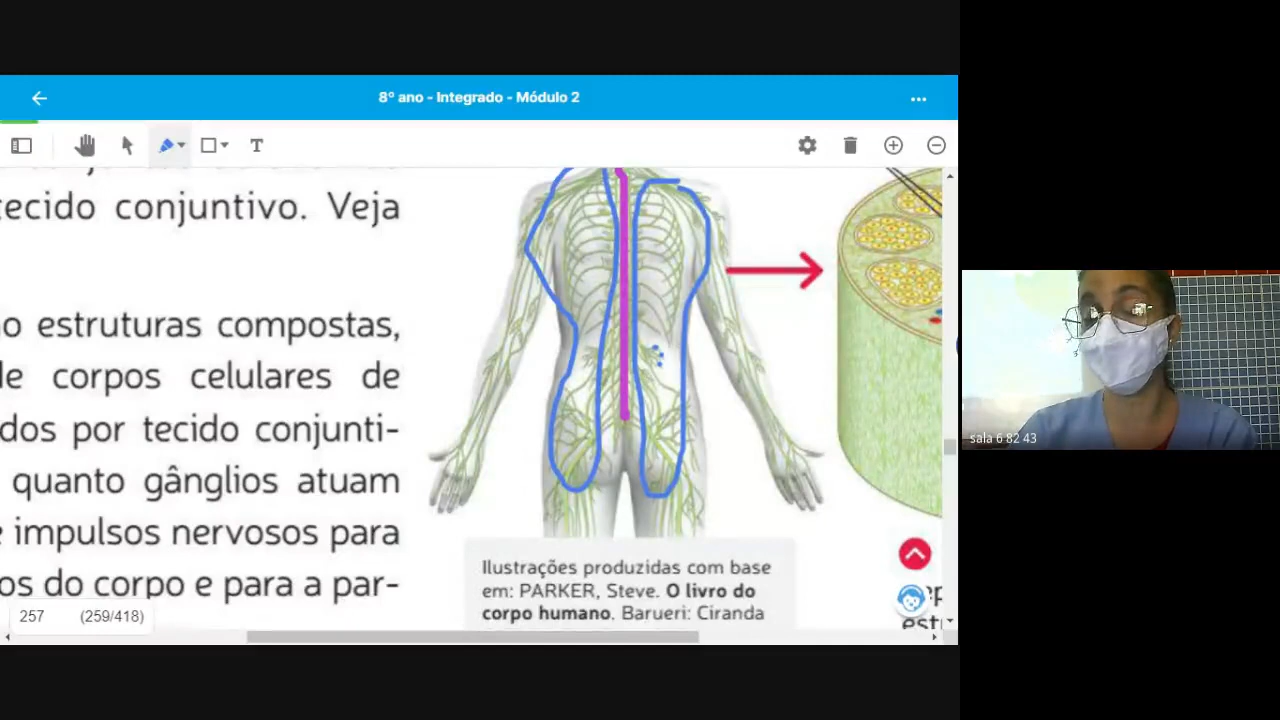 8º ano - Integrado - Módulo 2
T
tecido conjuntivo. Veja
estruturas compostas,
corpos celulares de
dos por tecido conjunti-
quanto gânglios atuam
impulsos nervosos para
os do corpo e para a par-
Ilustrações produzidas com base
em: PARKER, Steve. O livro do
corpo humano. Barueri: Ciranda
257 (259/418)
sala 6 82 43